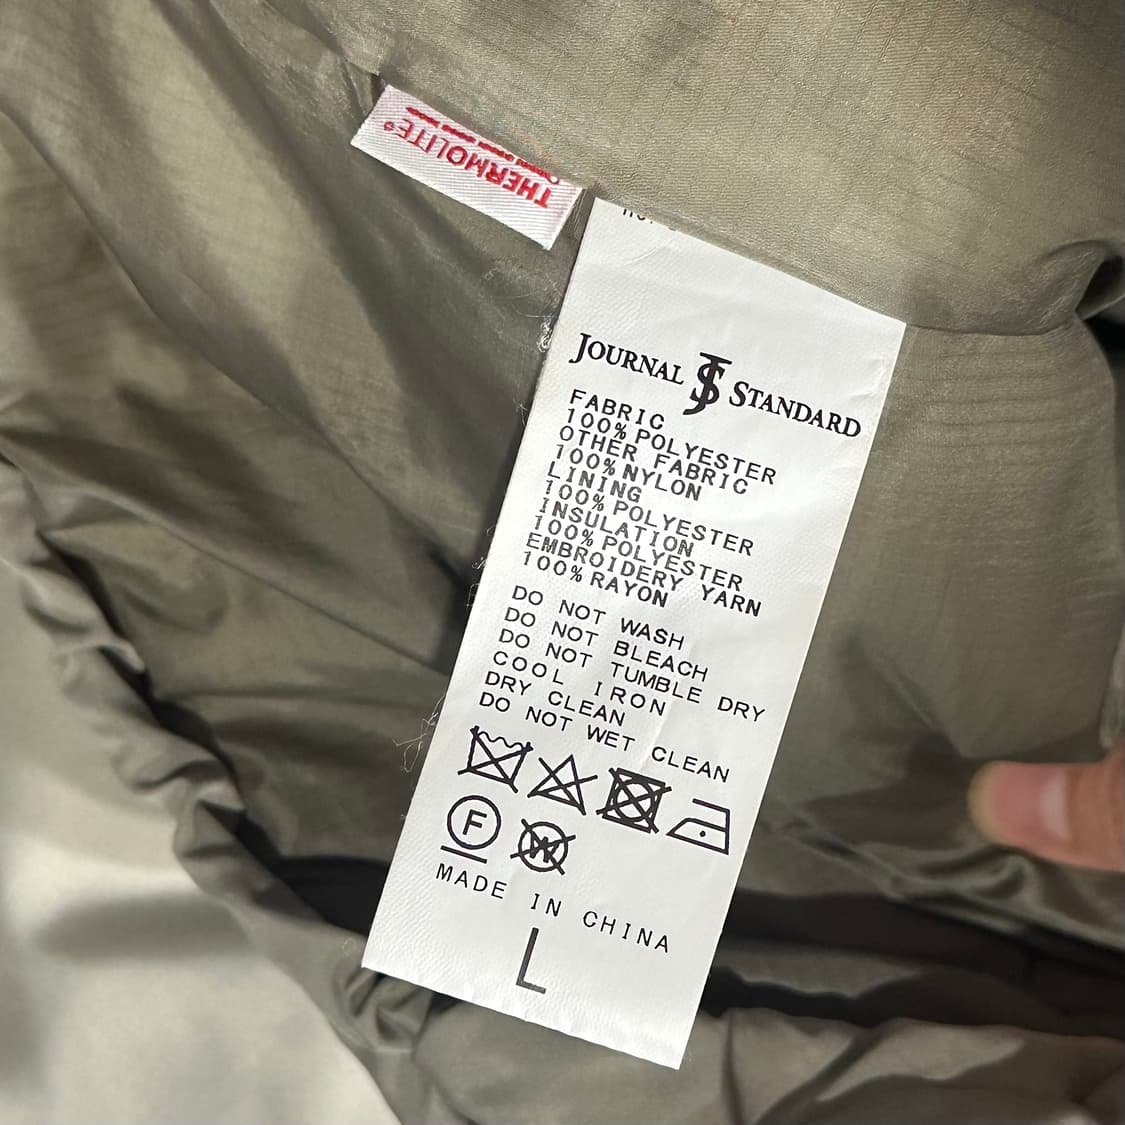 THERMOLITE®
JOURNAL JS STANDARD
FABRIC
100%POLYESTER
OTHER FABRIC
100%NYLON
LINING
100%POLYESTER
INSULATION
100%POLYESTER
EMBROIDERY YARN
100%RAYON
DO NOT WASH
DO NOT BLEACH
DO NOT TUMBLE DRY
COOL IRON
DRY CLEAN
DO NOT WET CLEAN
F
W
MADE IN CHINA
L